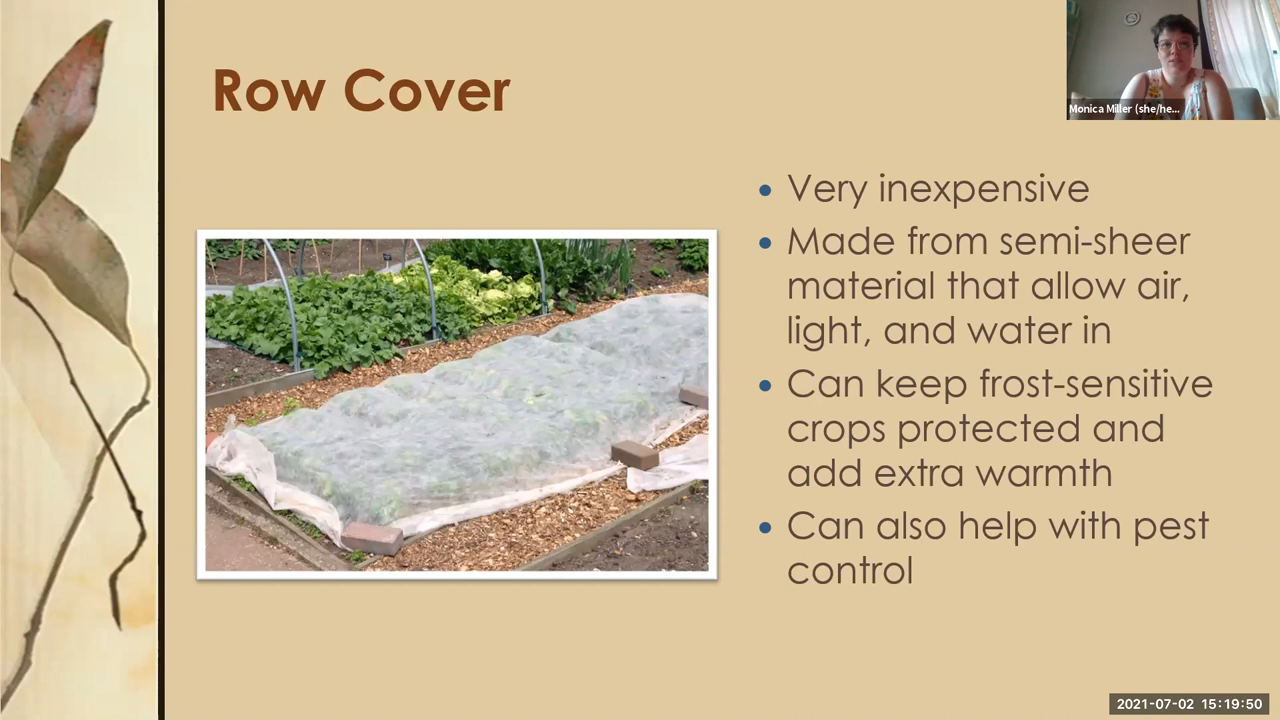 Row Cover
Monica Miller (she/he...
• Very inexpensive
• Made from semi-sheer
material that allow air,
light, and water in
• Can keep frost-sensitive
crops protected and
add extra warmth
• Can also help with pest
control
2021-07-02 15:19:50